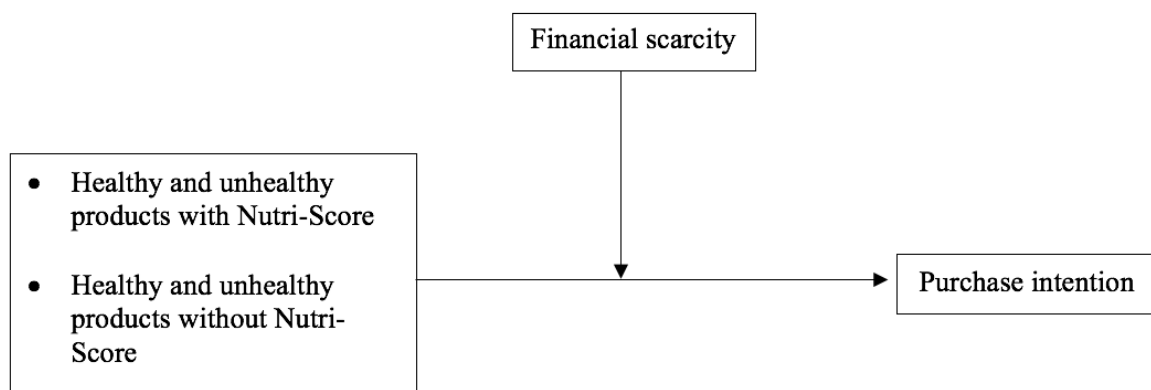 Financial scarcity
• Healthy and unhealthy
products with Nutri-Score
• Healthy and unhealthy
products without Nutri-
Score
Purchase intention